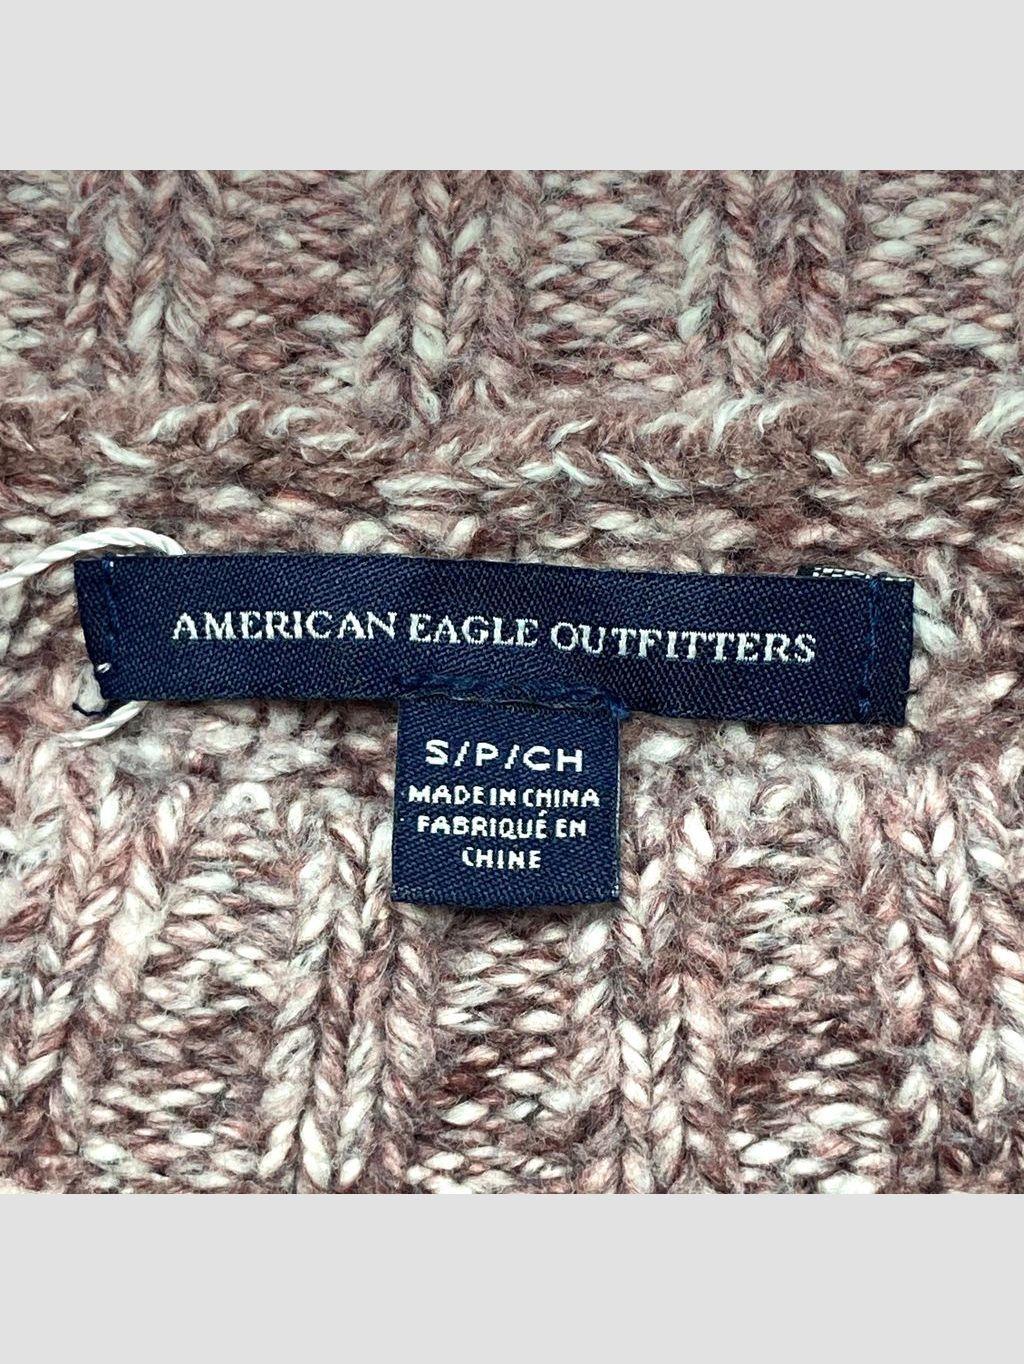 AMERICAN EAGLE OUTFITTERS
S/P/CH
MADE IN CHINA
FABRIQUÉ EN
CHINE